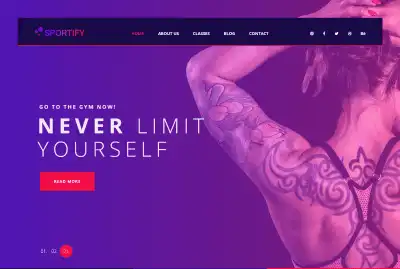 SPORTIFY
HOME ABOUT US CLASSES BLOG CONTACT
GO TO THE GYM NOW!
NEVER LIMIT
YOURSELF
READ MORE
01. 02. 03.